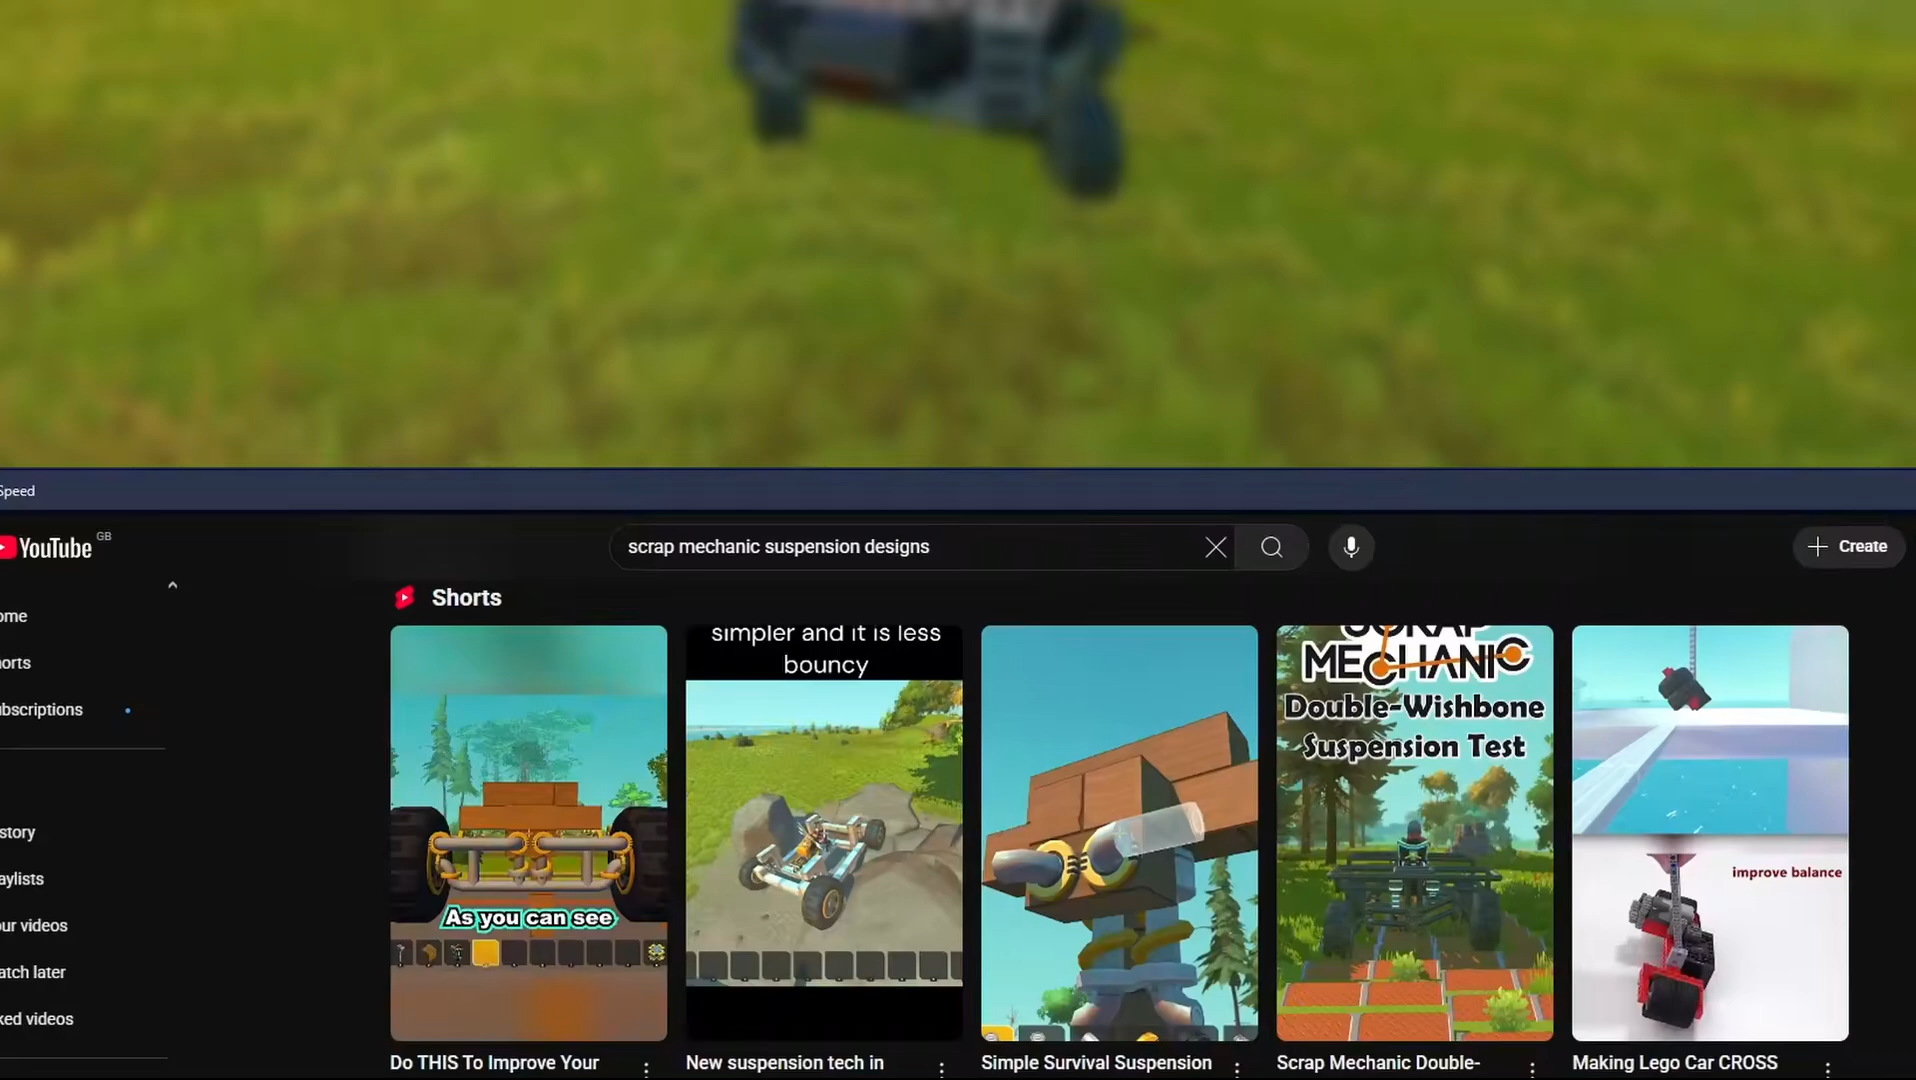 Speed
YouTube GB
scrap mechanic suspension designs
Create
ome
orts
ubscriptions
story
aylists
ur videos
atch later
ked videos
Shorts
As you can see
simpler and it is less
bouncy
SCRAP
MECHANIC
Double-Wishbone
Suspension Test
improve balance
Do THIS To Improve Your
New suspension tech in
Simple Survival Suspension
Scrap Mechanic Double-
Making Lego Car CROSS